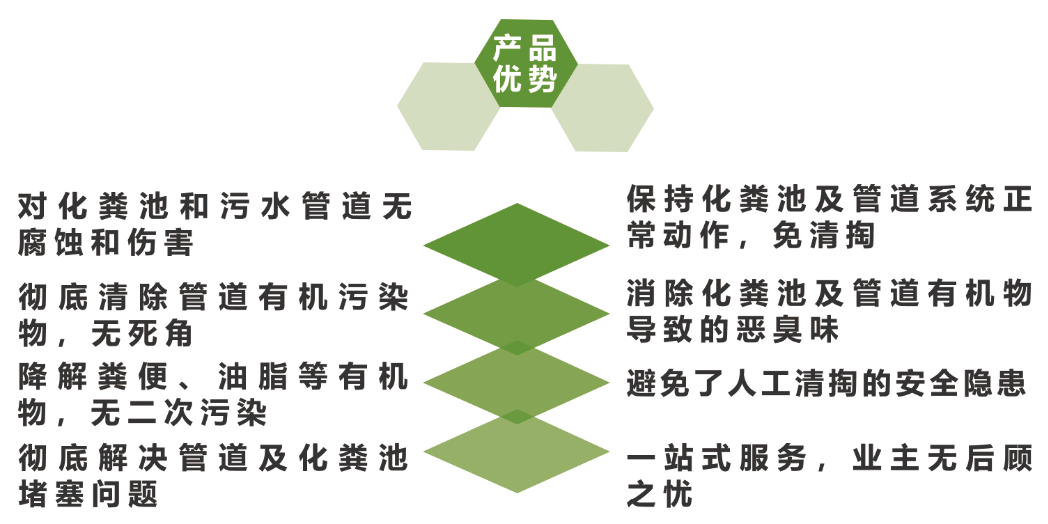 产品
优势
对化粪池和污水管道无
腐蚀和伤害
彻底清除管道有机污染
物，无死角
降解粪便、油脂等有机
物，无二次污染
彻底解决管道及化粪池
堵塞问题
保持化粪池及管道系统正
常动作，免清掏
消除化粪池及管道有机物
导致的恶臭味
避免了人工清掏的安全隐患
一站式服务，业主无后顾
之忧